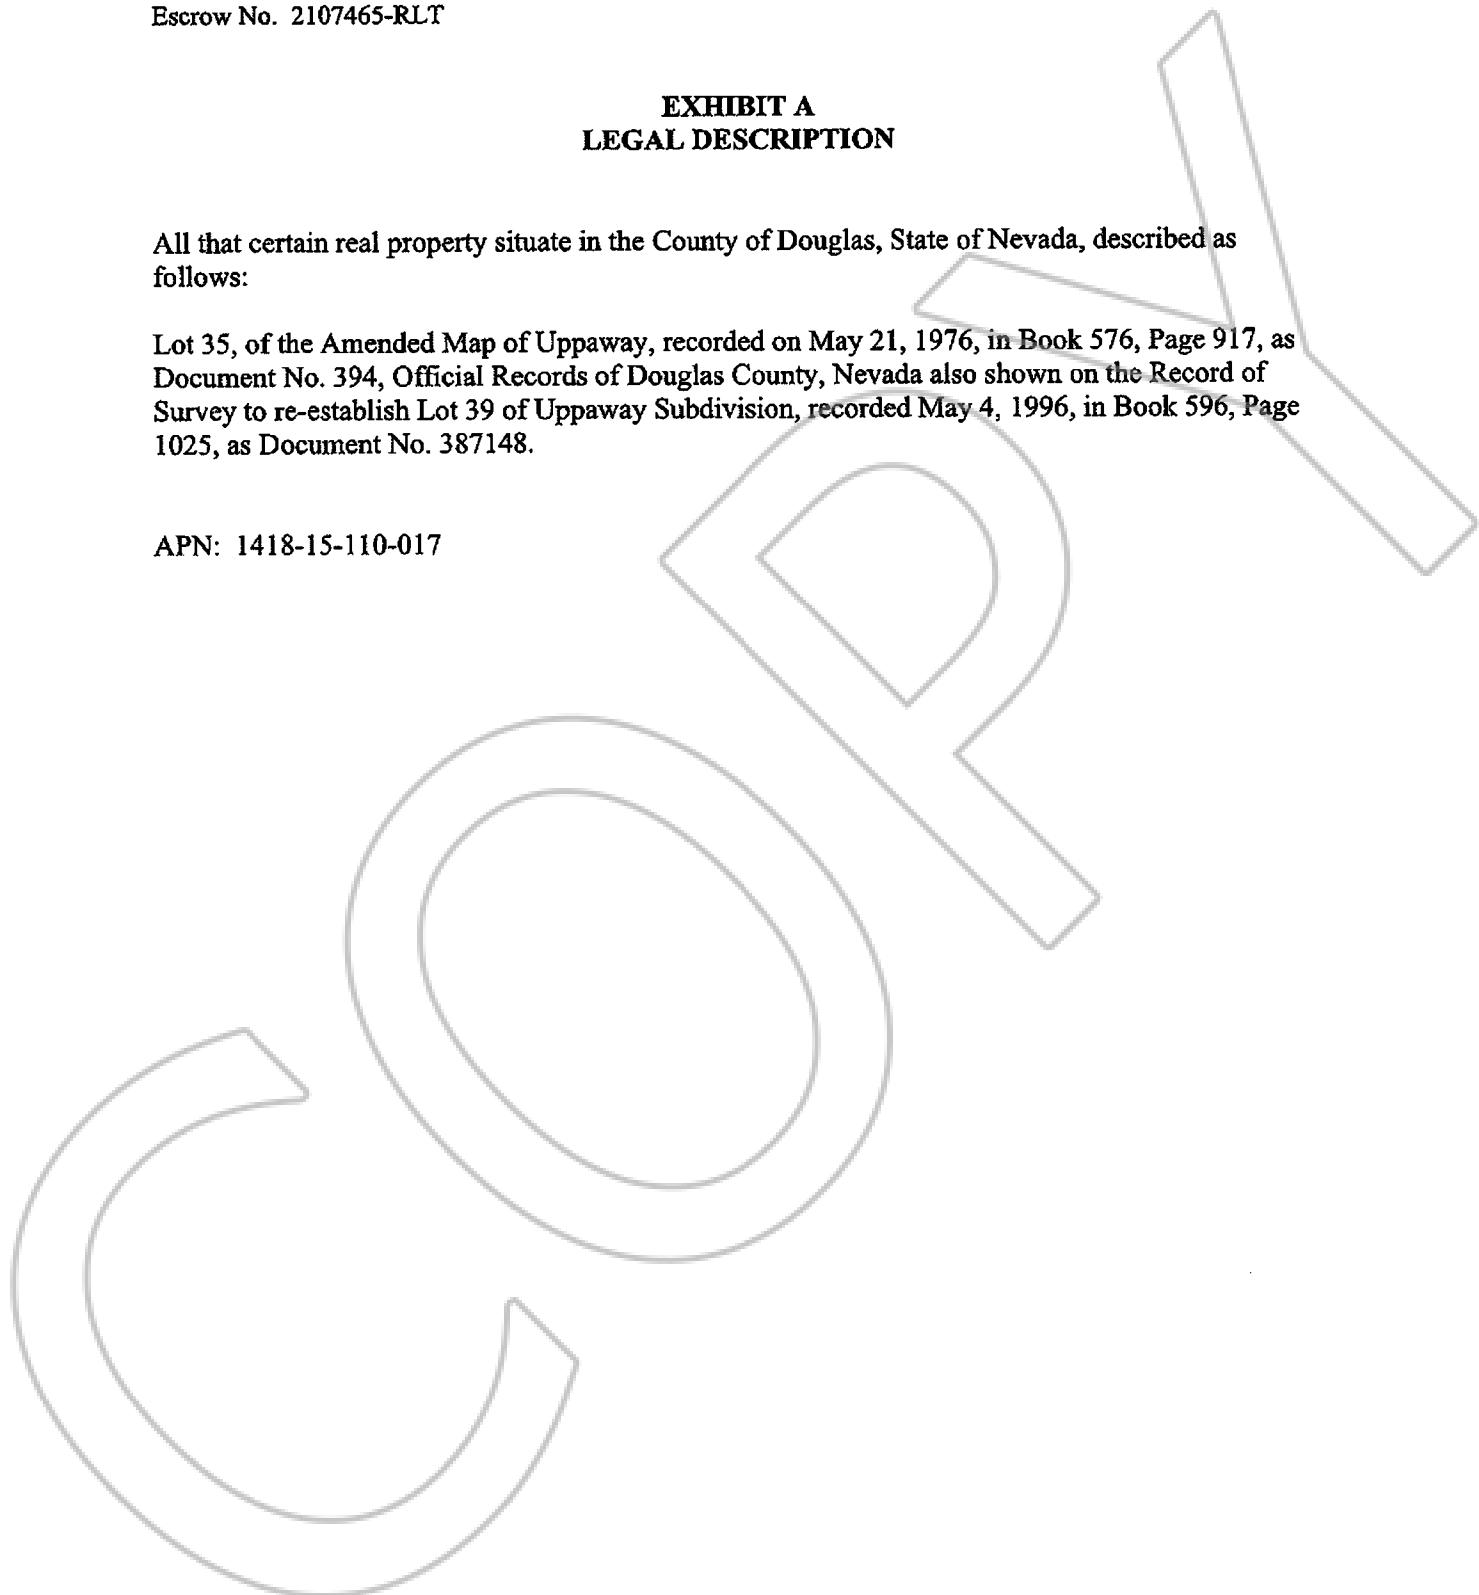 Escrow No. 2107465-RLT
EXHIBIT A
LEGAL DESCRIPTION
All that certain real property situate in the County of Douglas, State of Nevada, described as
follows:
Lot 35, of the Amended Map of Uppaway, recorded on May 21, 1976, in Book 576, Page 917, as
Document No. 394, Official Records of Douglas County, Nevada also shown on the Record of
Survey to re-establish Lot 39 of Uppaway Subdivision, recorded May 4, 1996, in Book 596, Page
1025, as Document No. 387148.
APN: 1418-15-110-017
COPY